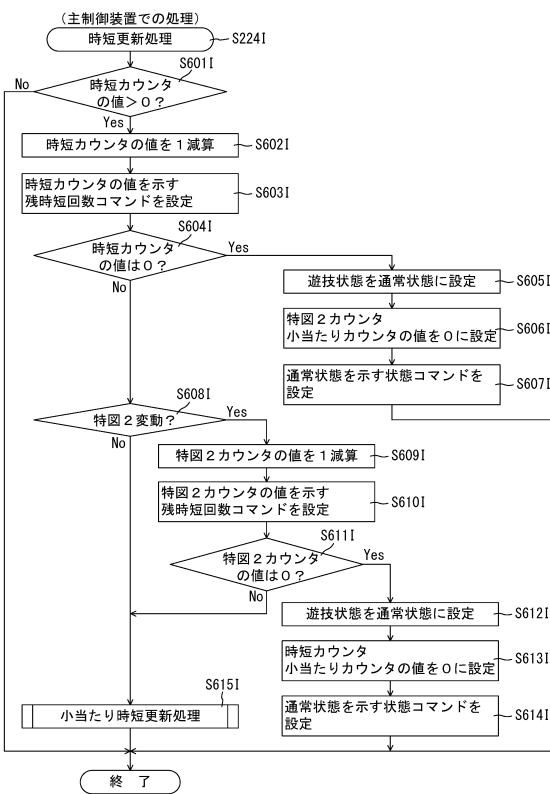 (主制御装置での処理)
時短更新処理
S224I
S601I
時短カウンタ
の値>0?
No
Yes
時短カウンタの値を1減算
S602I
時短カウンタの値を示す
残時短回数コマンドを設定
S603I
S604I
時短カウンタ
の値は0?
Yes
No
遊技状態を通常状態に設定
S605I
特図2カウンタ
小当たりカウンタの値を0に設定
S606I
通常状態を示す状態コマンドを
設定
S607I
S608I
特図2変動?
Yes
No
特図2カウンタの値を1減算
S609I
特図2カウンタの値を示す
残時短回数コマンドを設定
S610I
S611I
特図2カウンタ
の値は0?
Yes
No
遊技状態を通常状態に設定
S612I
時短カウンタ
小当たりカウンタの値を0に設定
S613I
通常状態を示す状態コマンドを
設定
S614I
S615I
小当たり時短更新処理
終 了